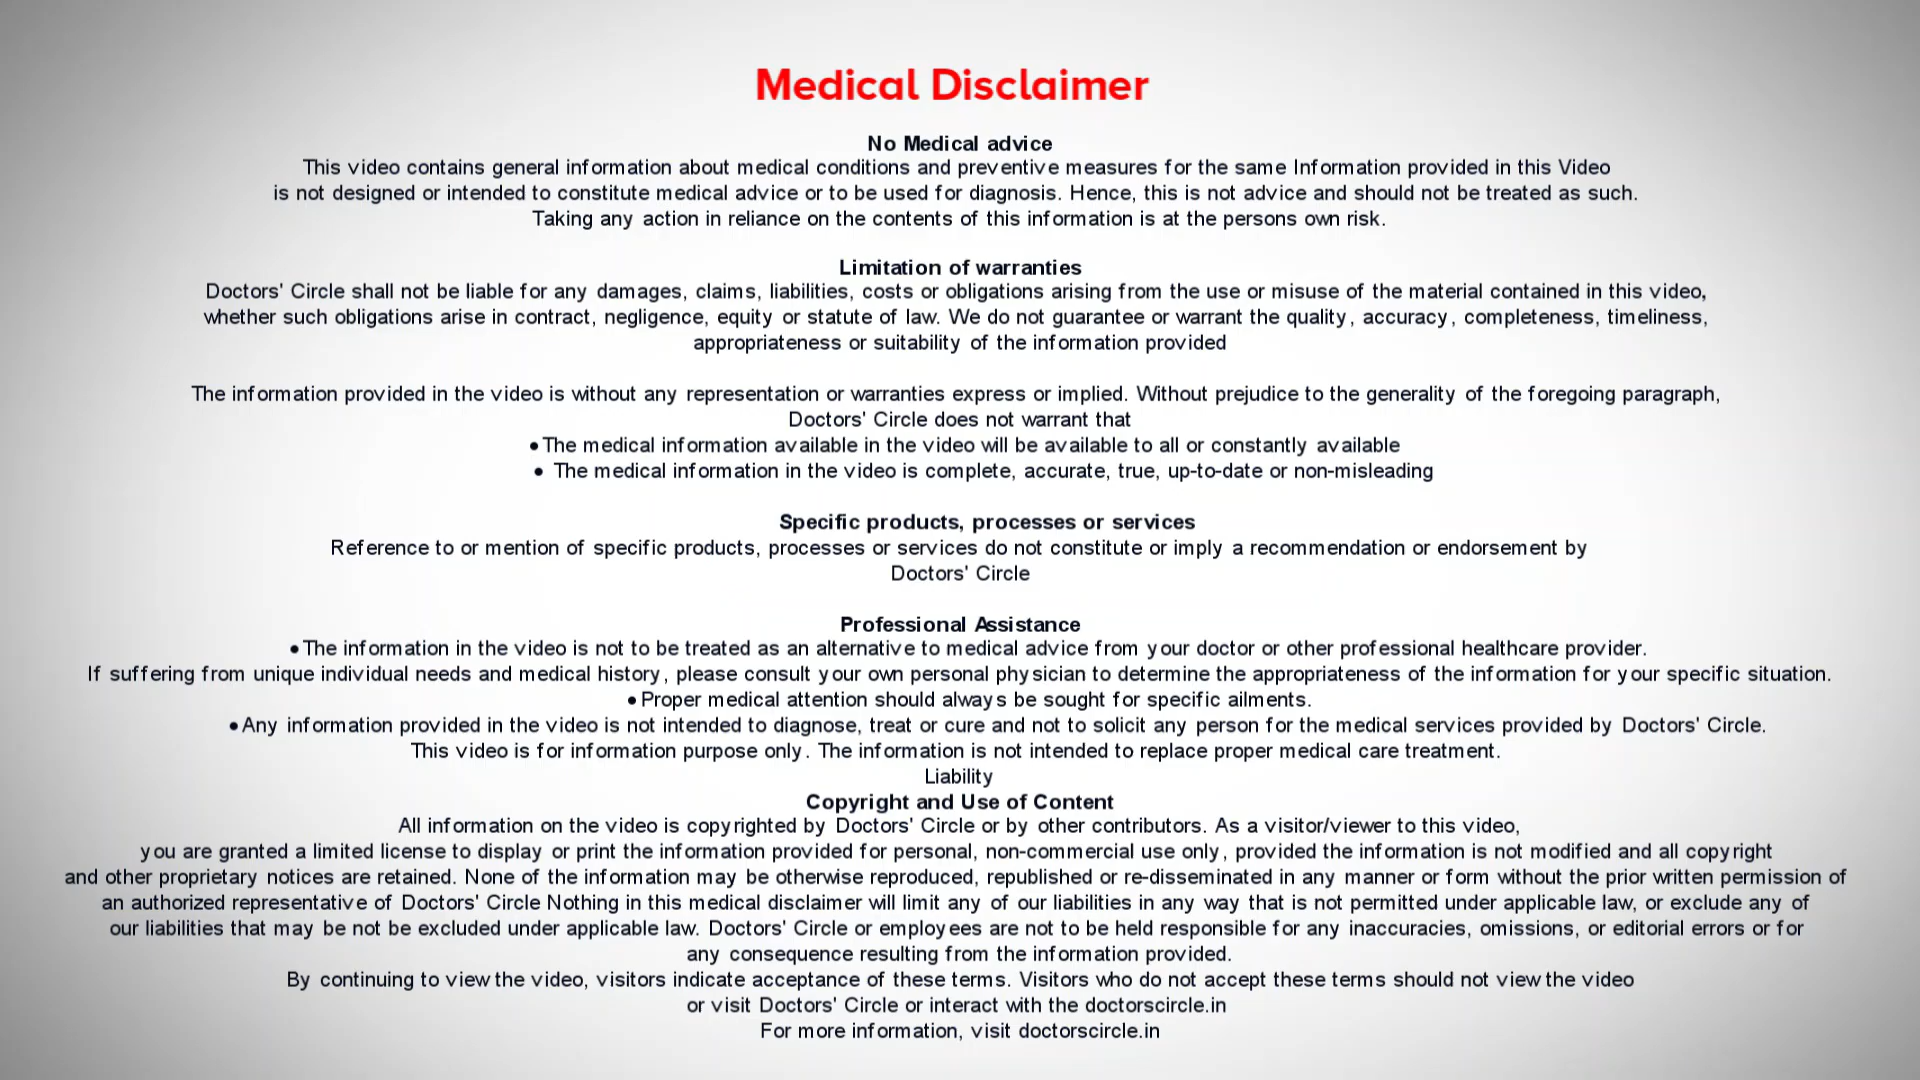 Medical Disclaimer
No Medical advice
This video contains general information about medical conditions and preventive measures for the same Information provided in this Video
is not designed or intended to constitute medical advice or to be used for diagnosis. Hence, this is not advice and should not be treated as such.
Taking any action in reliance on the contents of this information is at the persons own risk.
Limitation of warranties
Doctors' Circle shall not be liable for any damages, claims, liabilities, costs or obligations arising from the use or misuse of the material contained in this video,
whether such obligations arise in contract, negligence, equity or statute of law. We do not guarantee or warrant the quality, accuracy, completeness, timeliness,
appropriateness or suitability of the information provided
The information provided in the video is without any representation or warranties express or implied. Without prejudice to the generality of the foregoing paragraph,
Doctors' Circle does not warrant that
•The medical information available in the video will be available to all or constantly available
• The medical information in the video is complete, accurate, true, up-to-date or non-misleading
Specific products, processes or services
Reference to or mention of specific products, processes or services do not constitute or imply a recommendation or endorsement by
Doctors' Circle
Professional Assistance
•The information in the video is not to be treated as an alternative to medical advice from your doctor or other professional healthcare provider.
If suffering from unique individual needs and medical history, please consult your own personal physician to determine the appropriateness of the information for your specific situation.
•Proper medical attention should always be sought for specific ailments.
•Any information provided in the video is not intended to diagnose, treat or cure and not to solicit any person for the medical services provided by Doctors' Circle.
This video is for information purpose only. The information is not intended to replace proper medical care treatment.
Liability
Copyright and Use of Content
All information on the video is copyrighted by Doctors' Circle or by other contributors. As a visitor/viewer to this video,
you are granted a limited license to display or print the information provided for personal, non-commercial use only, provided the information is not modified and all copyright
and other proprietary notices are retained. None of the information may be otherwise reproduced, republished or re-disseminated in any manner or form without the prior written permission of
an authorized representative of Doctors' Circle Nothing in this medical disclaimer will limit any of our liabilities in any way that is not permitted under applicable law, or exclude any of
our liabilities that may be not be excluded under applicable law. Doctors' Circle or employees are not to be held responsible for any inaccuracies, omissions, or editorial errors or for
any consequence resulting from the information provided.
By continuing to view the video, visitors indicate acceptance of these terms. Visitors who do not accept these terms should not view the video
or visit Doctors' Circle or interact with the doctorscircle.in
For more information, visit doctorscircle.in